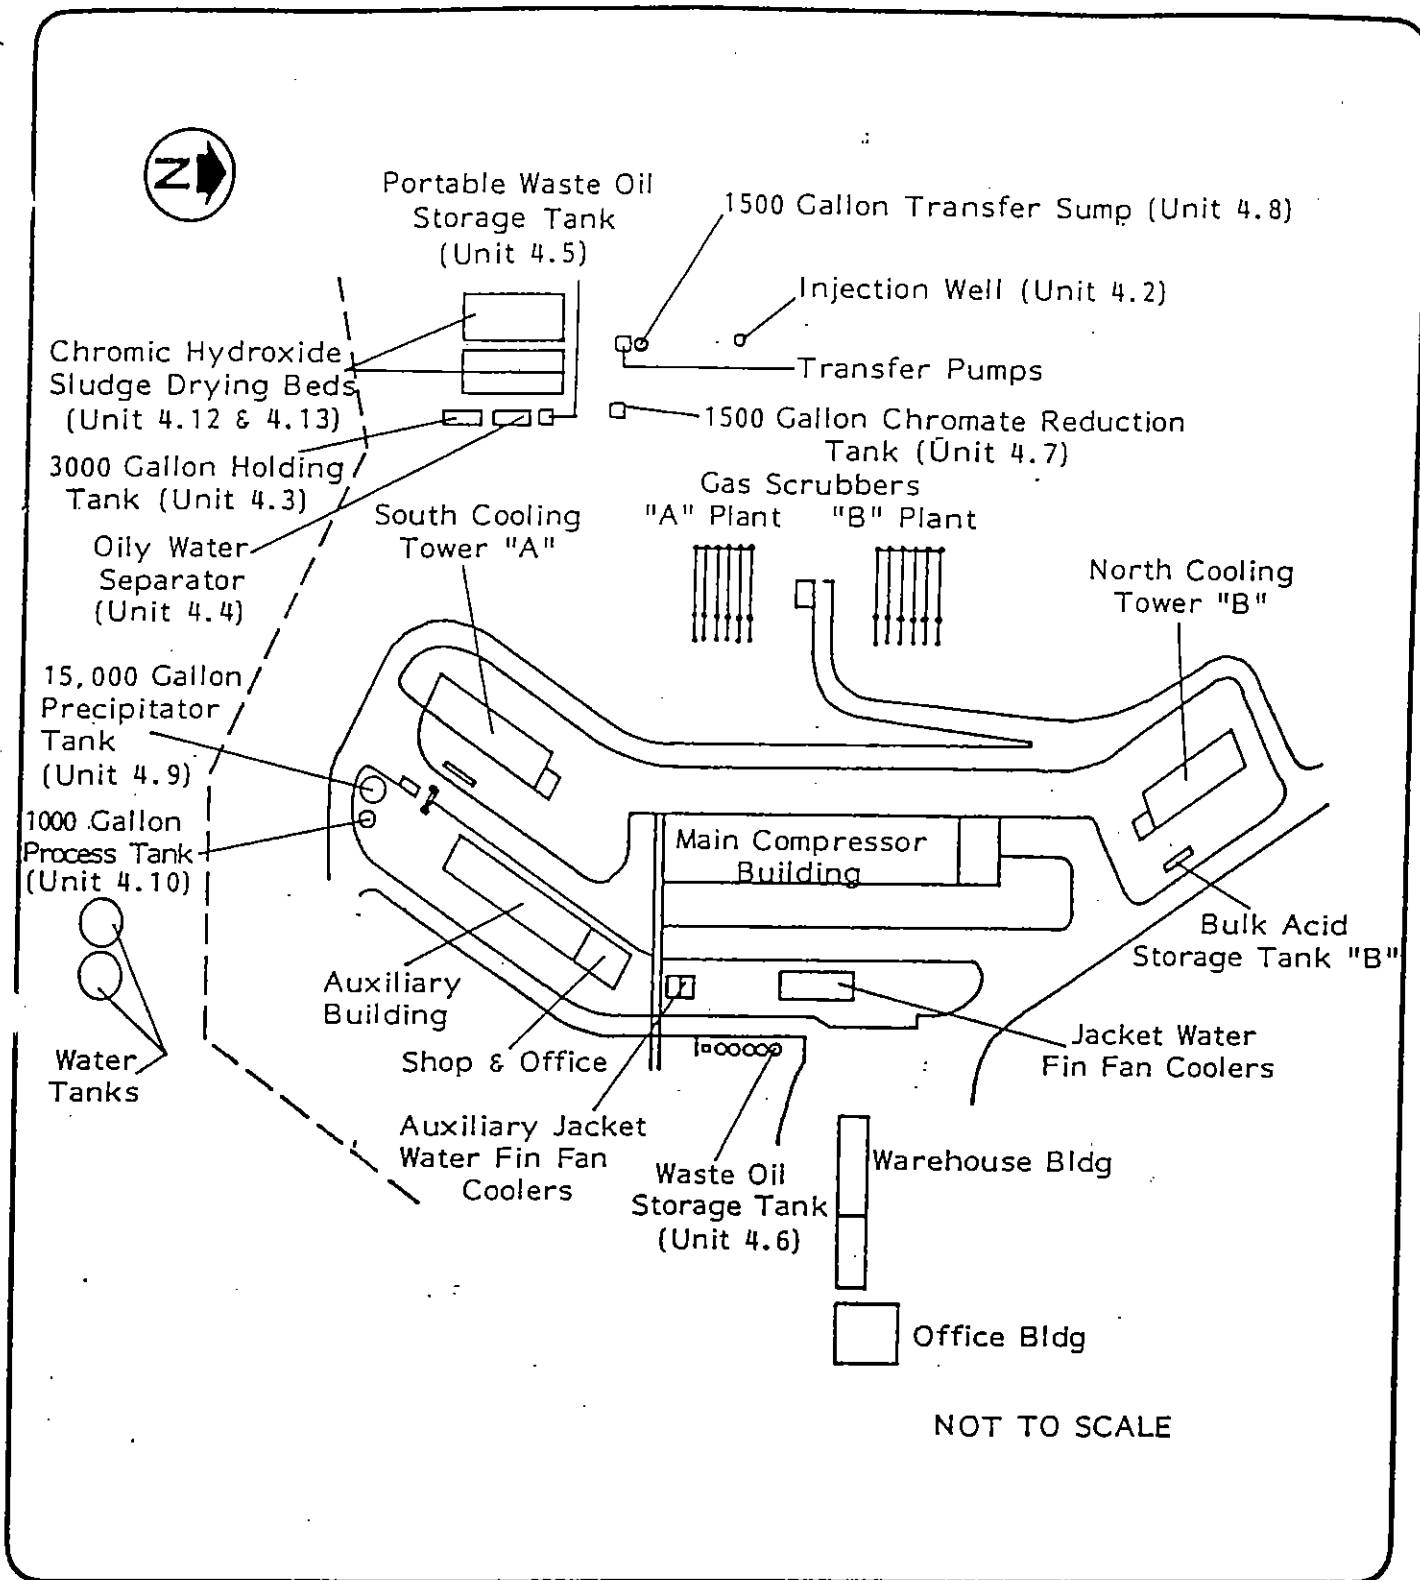 N
Portable Waste Oil
Storage Tank
(Unit 4.5)
1500 Gallon Transfer Sump (Unit 4.8)
Injection Well (Unit 4.2)
Transfer Pumps
Chromic Hydroxide
Sludge Drying Beds
(Unit 4.12 & 4.13)
1500 Gallon Chromate Reduction
Tank (Unit 4.7)
3000 Gallon Holding
Tank (Unit 4.3)
Gas Scrubbers
"A" Plant "B" Plant
South Cooling
Tower "A"
Oily Water
Separator
(Unit 4.4)
North Cooling
Tower "B"
15,000 Gallon
Precipitator
Tank
(Unit 4.9)
1000 Gallon
Process Tank
(Unit 4.10)
Main Compressor
Building
Bulk Acid
Storage Tank "B"
Auxiliary
Building
Shop & Office
Jacket Water
Fin Fan Coolers
Water
Tanks
Auxiliary Jacket
Water Fin Fan
Coolers
Waste Oil
Storage Tank
(Unit 4.6)
Warehouse Bldg
Office Bldg
NOT TO SCALE